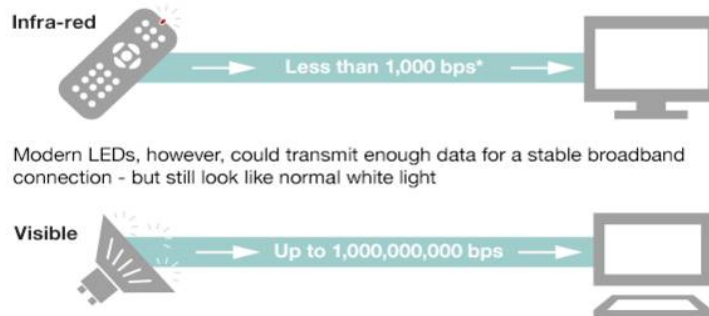 Infra-red
Less than 1,000 bps*
Modern LEDs, however, could transmit enough data for a stable broadband
connection - but still look like normal white light
Visible
Up to 1,000,000,000 bps